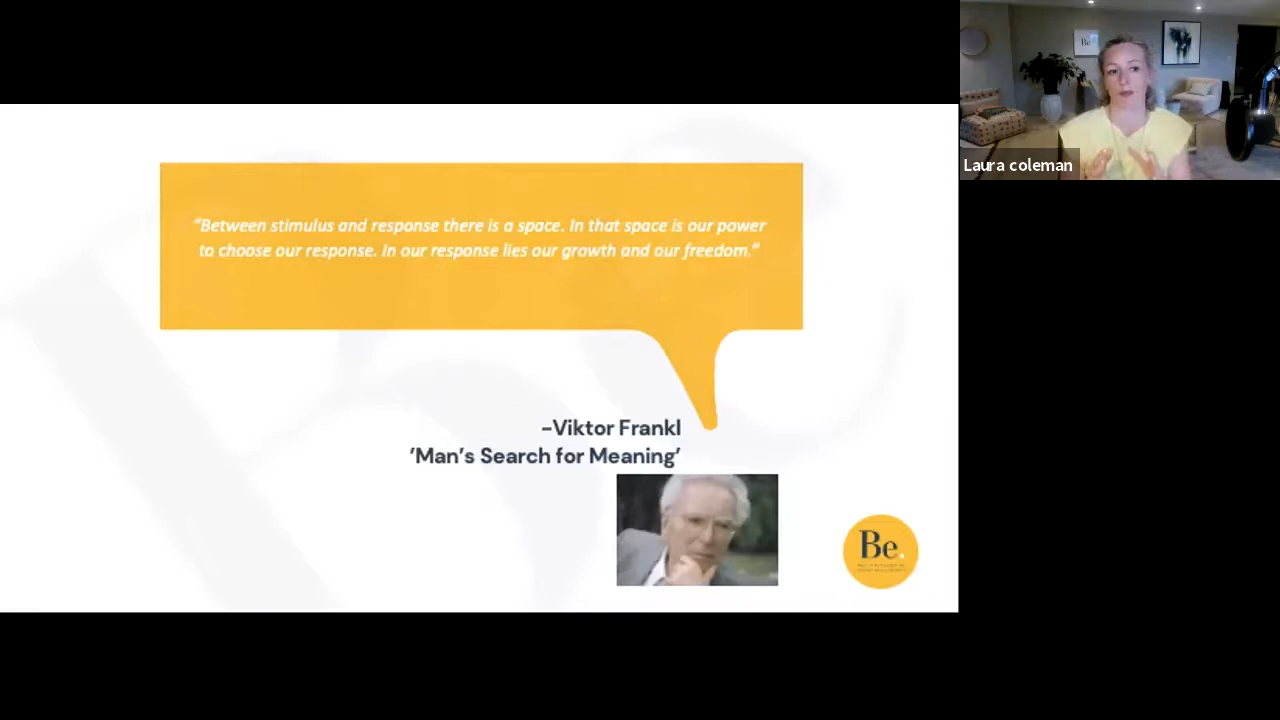 Laura coleman
“Between stimulus and response there is a space. In that space is our power
to choose our response. In our response lies our growth and our freedom.”
-Viktor Frankl
’Man’s Search for Meaning’
Be.
Be